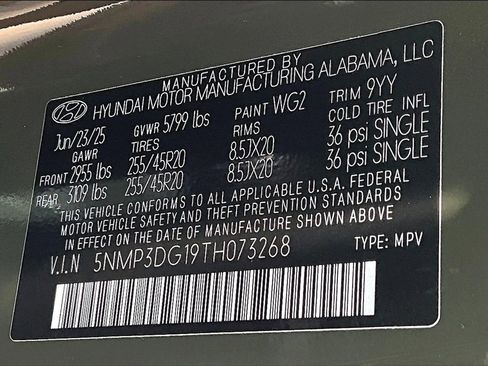 MANUFACTURED BY
HYUNDAI MOTOR MANUFACTURING ALABAMA, LLC
Jun/23/25 GVWR 5799 lbs PAINT WG2 TRIM 9YY
GAWR TIRES RIMS COLD TIRE INFL
FRONT 2955 lbs 255/45R20 8.5JX20 36 psi SINGLE
REAR 3109 lbs 255/45R20 8.5JX20 36 psi SINGLE
THIS VEHICLE CONFORMS TO ALL APPLICABLE U.S.A. FEDERAL
MOTOR VEHICLE SAFETY AND THEFT PREVENTION STANDARDS
IN EFFECT ON THE DATE OF MANUFACTURE SHOWN ABOVE
V.I.N 5NMP3DG19TH073268 TYPE: MPV